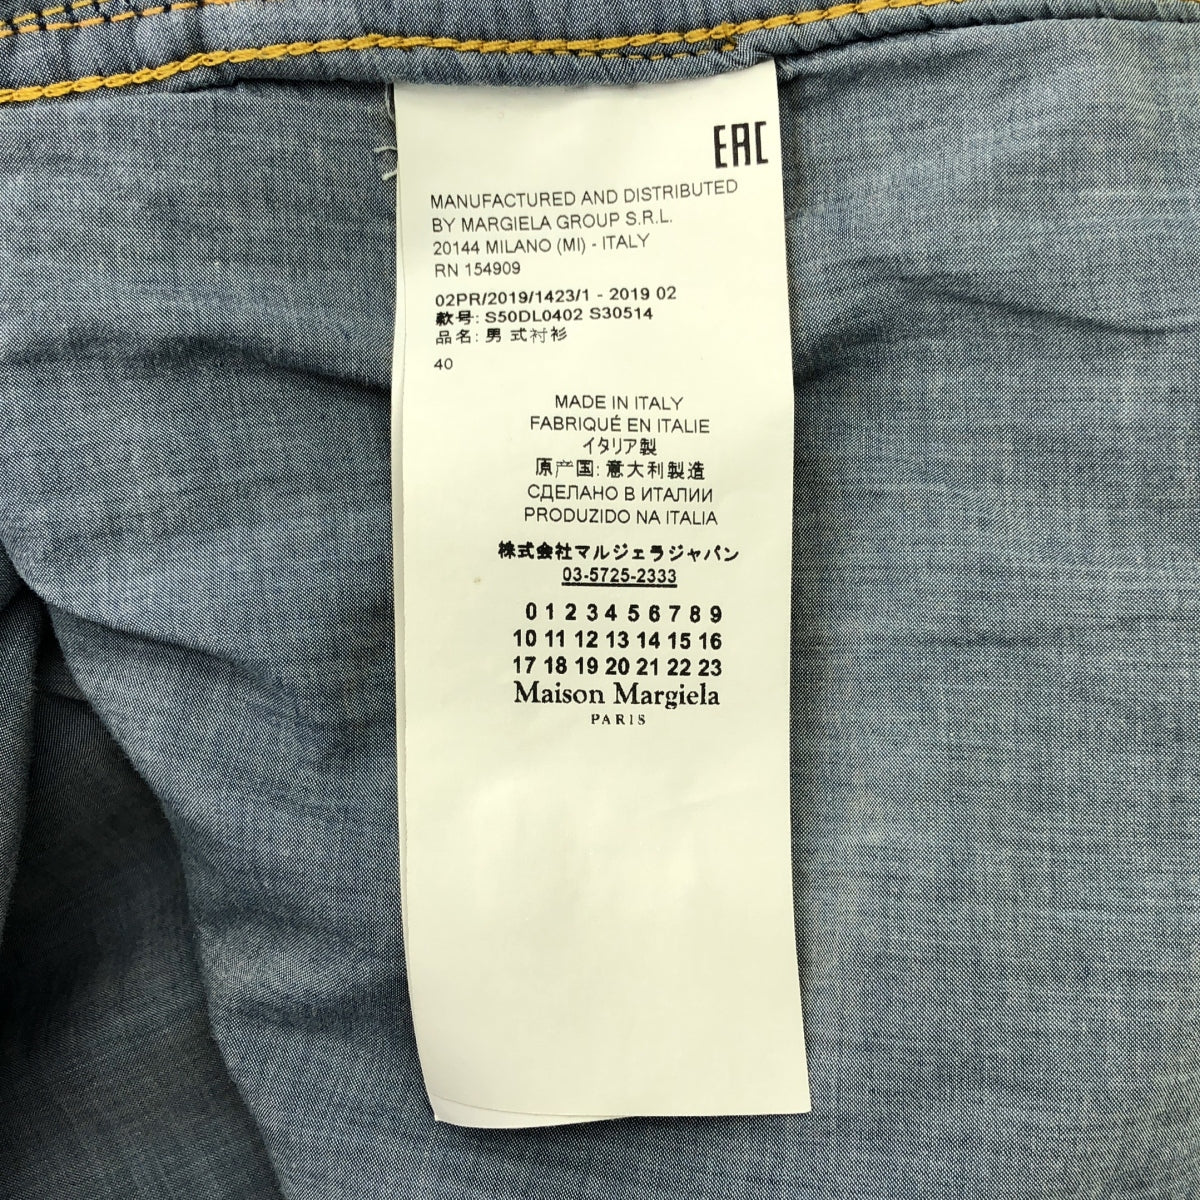 EAC
MANUFACTURED AND DISTRIBUTED
BY MARGIELA GROUP S.R.L.
20144 MILANO (MI) - ITALY
RN 154909
02PR/2019/1423/1 - 2019 02
款号: S50DL0402 S30514
品名: 男 式衬衫
40
MADE IN ITALY
FABRIQUÉ EN ITALIE
イタリア製
原产国: 意大利製造
СДЕЛАНО В ИТАЛИИ
PRODUZIDO NA ITALIA
株式会社マルジェラジャパン
03-5725-2333
0 1 2 3 4 5 6 7 8 9
10 11 12 13 14 15 16
17 18 19 20 21 22 23
Maison Margiela
PARIS